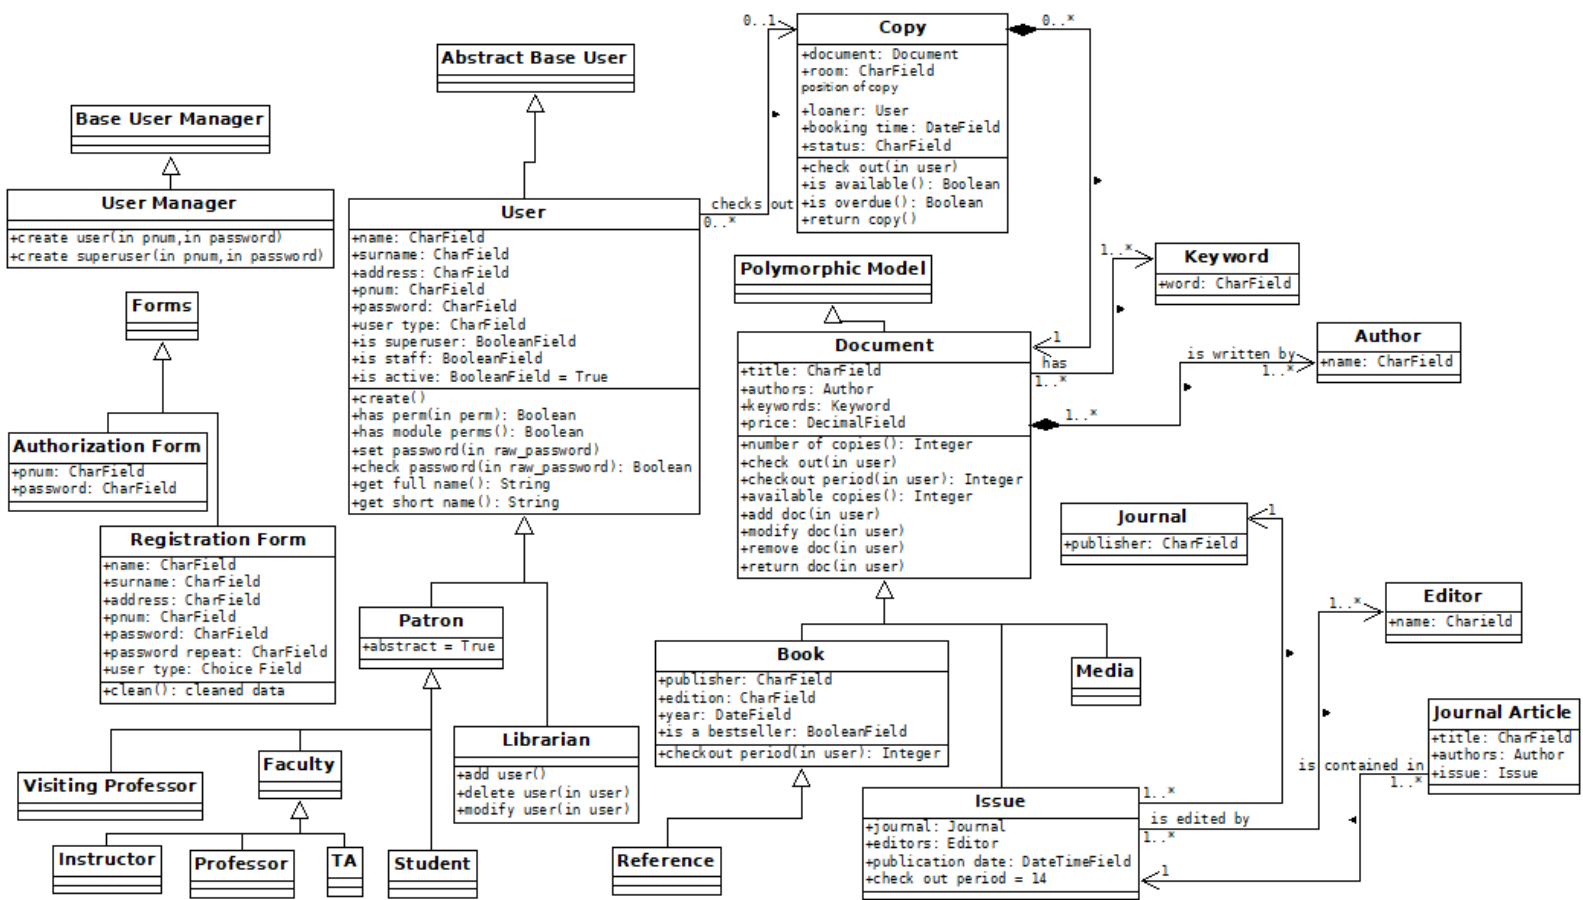 Base User Manager
User Manager
+create user(in pnum,in password)
+create superuser(in pnum,in password)
Forms
Authorization Form
+pnum: CharField
+password: CharField
Registration Form
+name: CharField
+surname: CharField
+address: CharField
+pnum: CharField
+password: CharField
+password repeat: CharField
+user type: Choice Field
+clean(): cleaned data
Abstract Base User
User
+name: CharField
+surname: CharField
+address: CharField
+pnum: CharField
+password: CharField
+user type: CharField
+is superuser: BooleanField
+is staff: BooleanField
+is active: BooleanField = True
+create()
+has perm(in perm): Boolean
+has module perms(): Boolean
+set password(in raw_password)
+check password(in raw_password): Boolean
+get full name(): String
+get short name(): String
checks out
0..*
0..1
Patron
+abstract = True
Librarian
+add user()
+delete user(in user)
+modify user(in user)
Visiting Professor
Faculty
Instructor
Professor
TA
Student
Copy
+document: Document
+room: CharField
position of copy
+loaner: User
+booking time: DateField
+status: CharField
+check out(in user)
+is available(): Boolean
+is overdue(): Boolean
+return copy()
0..*
1
Polymorphic Model
Document
+title: CharField
+authors: Author
+keywords: Keyword
+price: DecimalField
+number of copies(): Integer
+check out(in user)
+checkout period(in user): Integer
+available copies(): Integer
+add doc(in user)
+modify doc(in user)
+remove doc(in user)
+return doc(in user)
has
1..*
1..*
Keyword
+word: CharField
1..*
is written by
1..*
Author
+name: CharField
Book
+publisher: CharField
+edition: CharField
+year: DateField
+is a bestseller: BooleanField
+checkout period(in user): Integer
Reference
Media
Issue
+journal: Journal
+editors: Editor
+publication date: DateTimeField
+check out period = 14
1..*
1
Journal
+publisher: CharField
is edited by
1..*
1..*
Editor
+name: Charield
Journal Article
+title: CharField
+authors: Author
+issue: Issue
is contained in
1..*
1